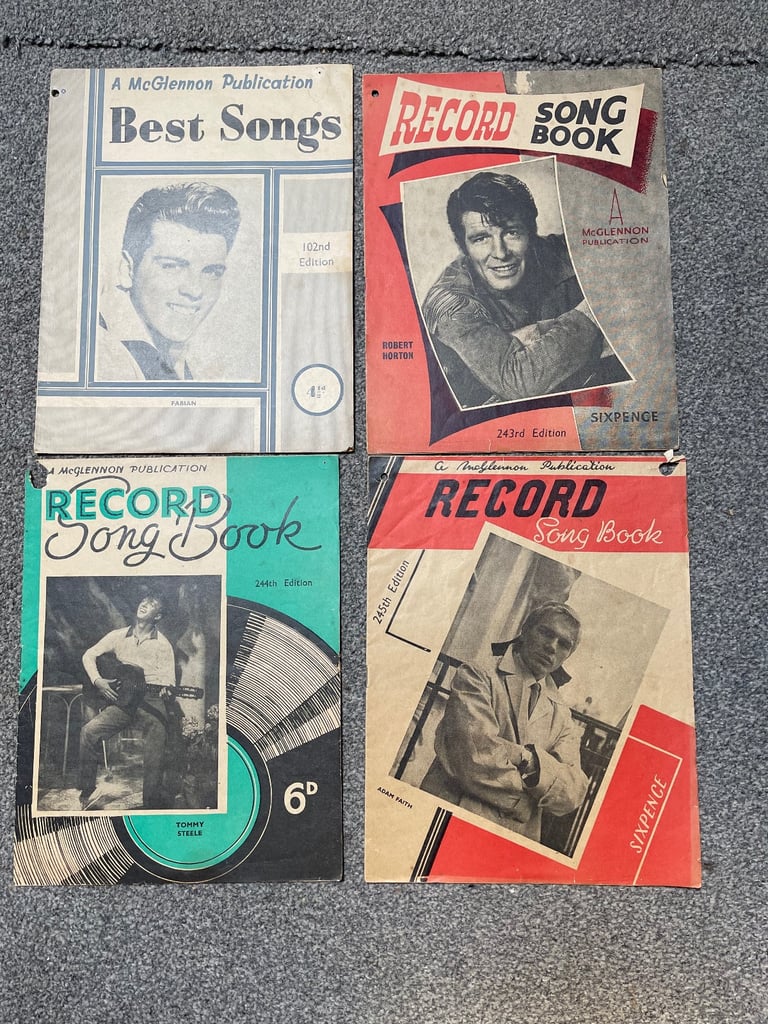 A McGlennon Publication
Best Songs
102nd
Edition
4d
FABIAN
RECORD SONG
BOOK
A
McGLENNON
PUBLICATION
ROBERT
HORTON
SIXPENCE
243rd Edition
A McGLENNON PUBLICATION
RECORD
Song Book
244th Edition
6D
TOMMY
STEELE
A McGlennon Publication
RECORD
Song Book
245th Edition
ADAM FAITH
SIXPENCE